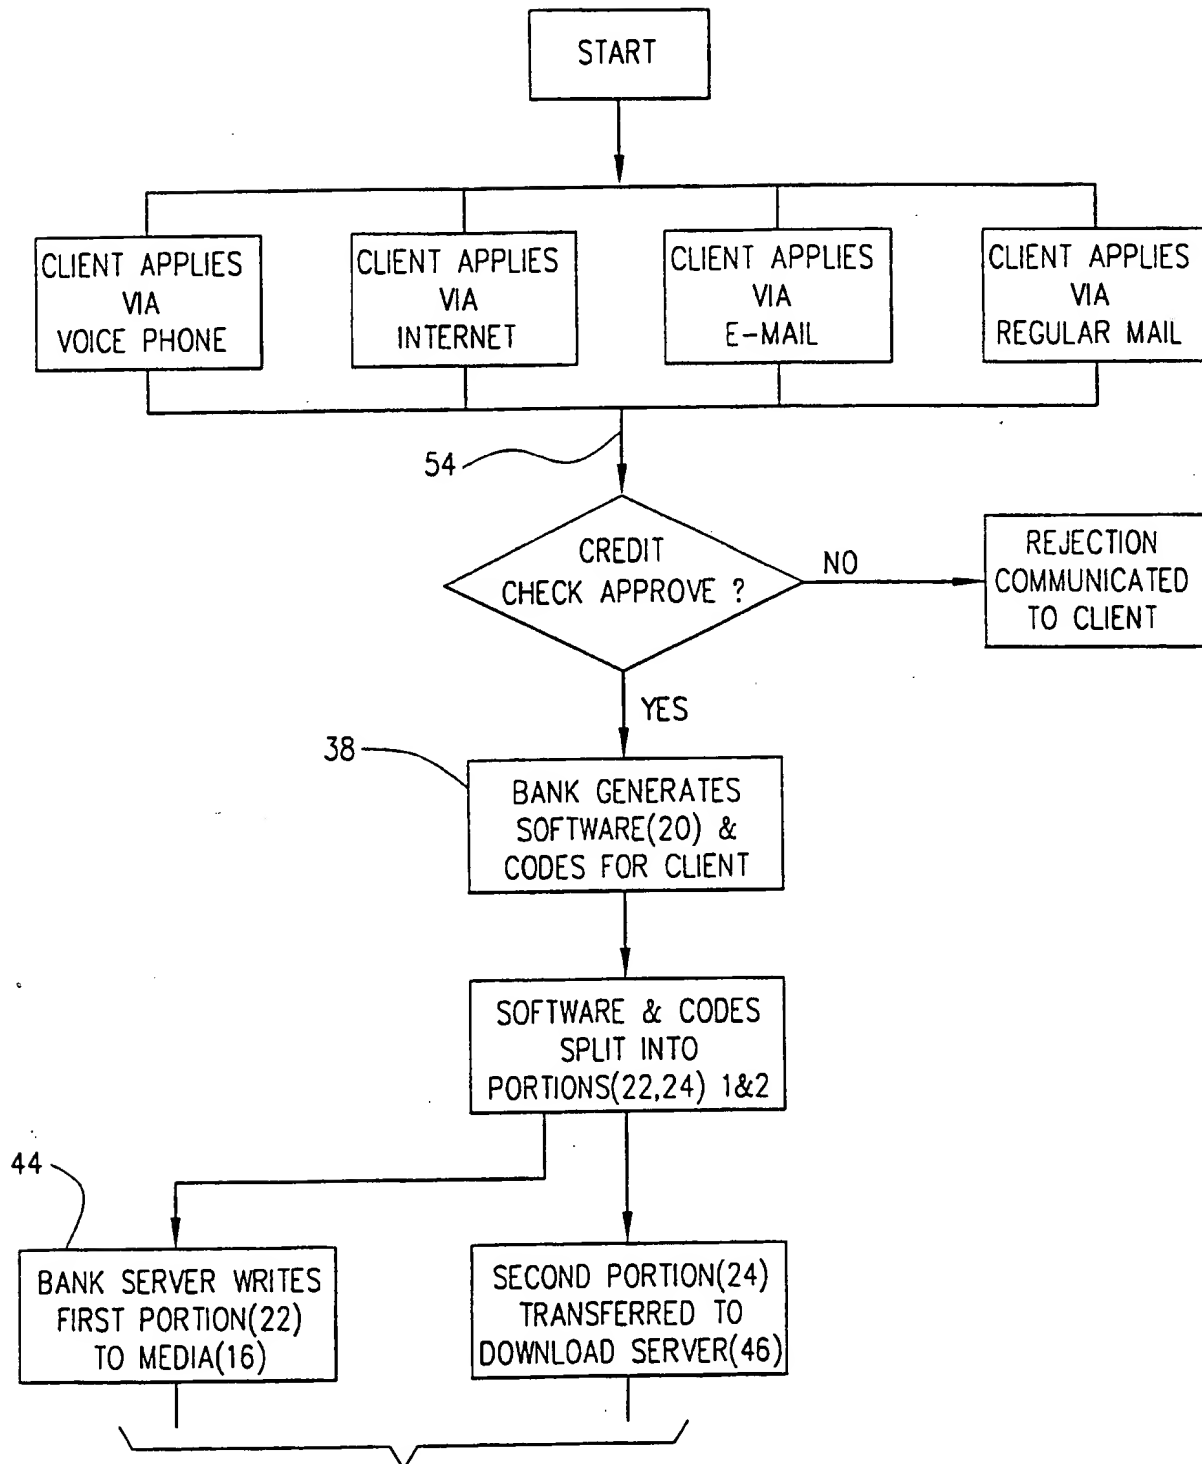 START
CLIENT APPLIES
VIA
VOICE PHONE
CLIENT APPLIES
VIA
INTERNET
CLIENT APPLIES
VIA
E-MAIL
CLIENT APPLIES
VIA
REGULAR MAIL
54
CREDIT
CHECK APPROVE ?
NO
REJECTION
COMMUNICATED
TO CLIENT
YES
38
BANK GENERATES
SOFTWARE(20) &
CODES FOR CLIENT
SOFTWARE & CODES
SPLIT INTO
PORTIONS(22,24) 1&2
44
BANK SERVER WRITES
FIRST PORTION(22)
TO MEDIA(16)
SECOND PORTION(24)
TRANSFERRED TO
DOWNLOAD SERVER(46)